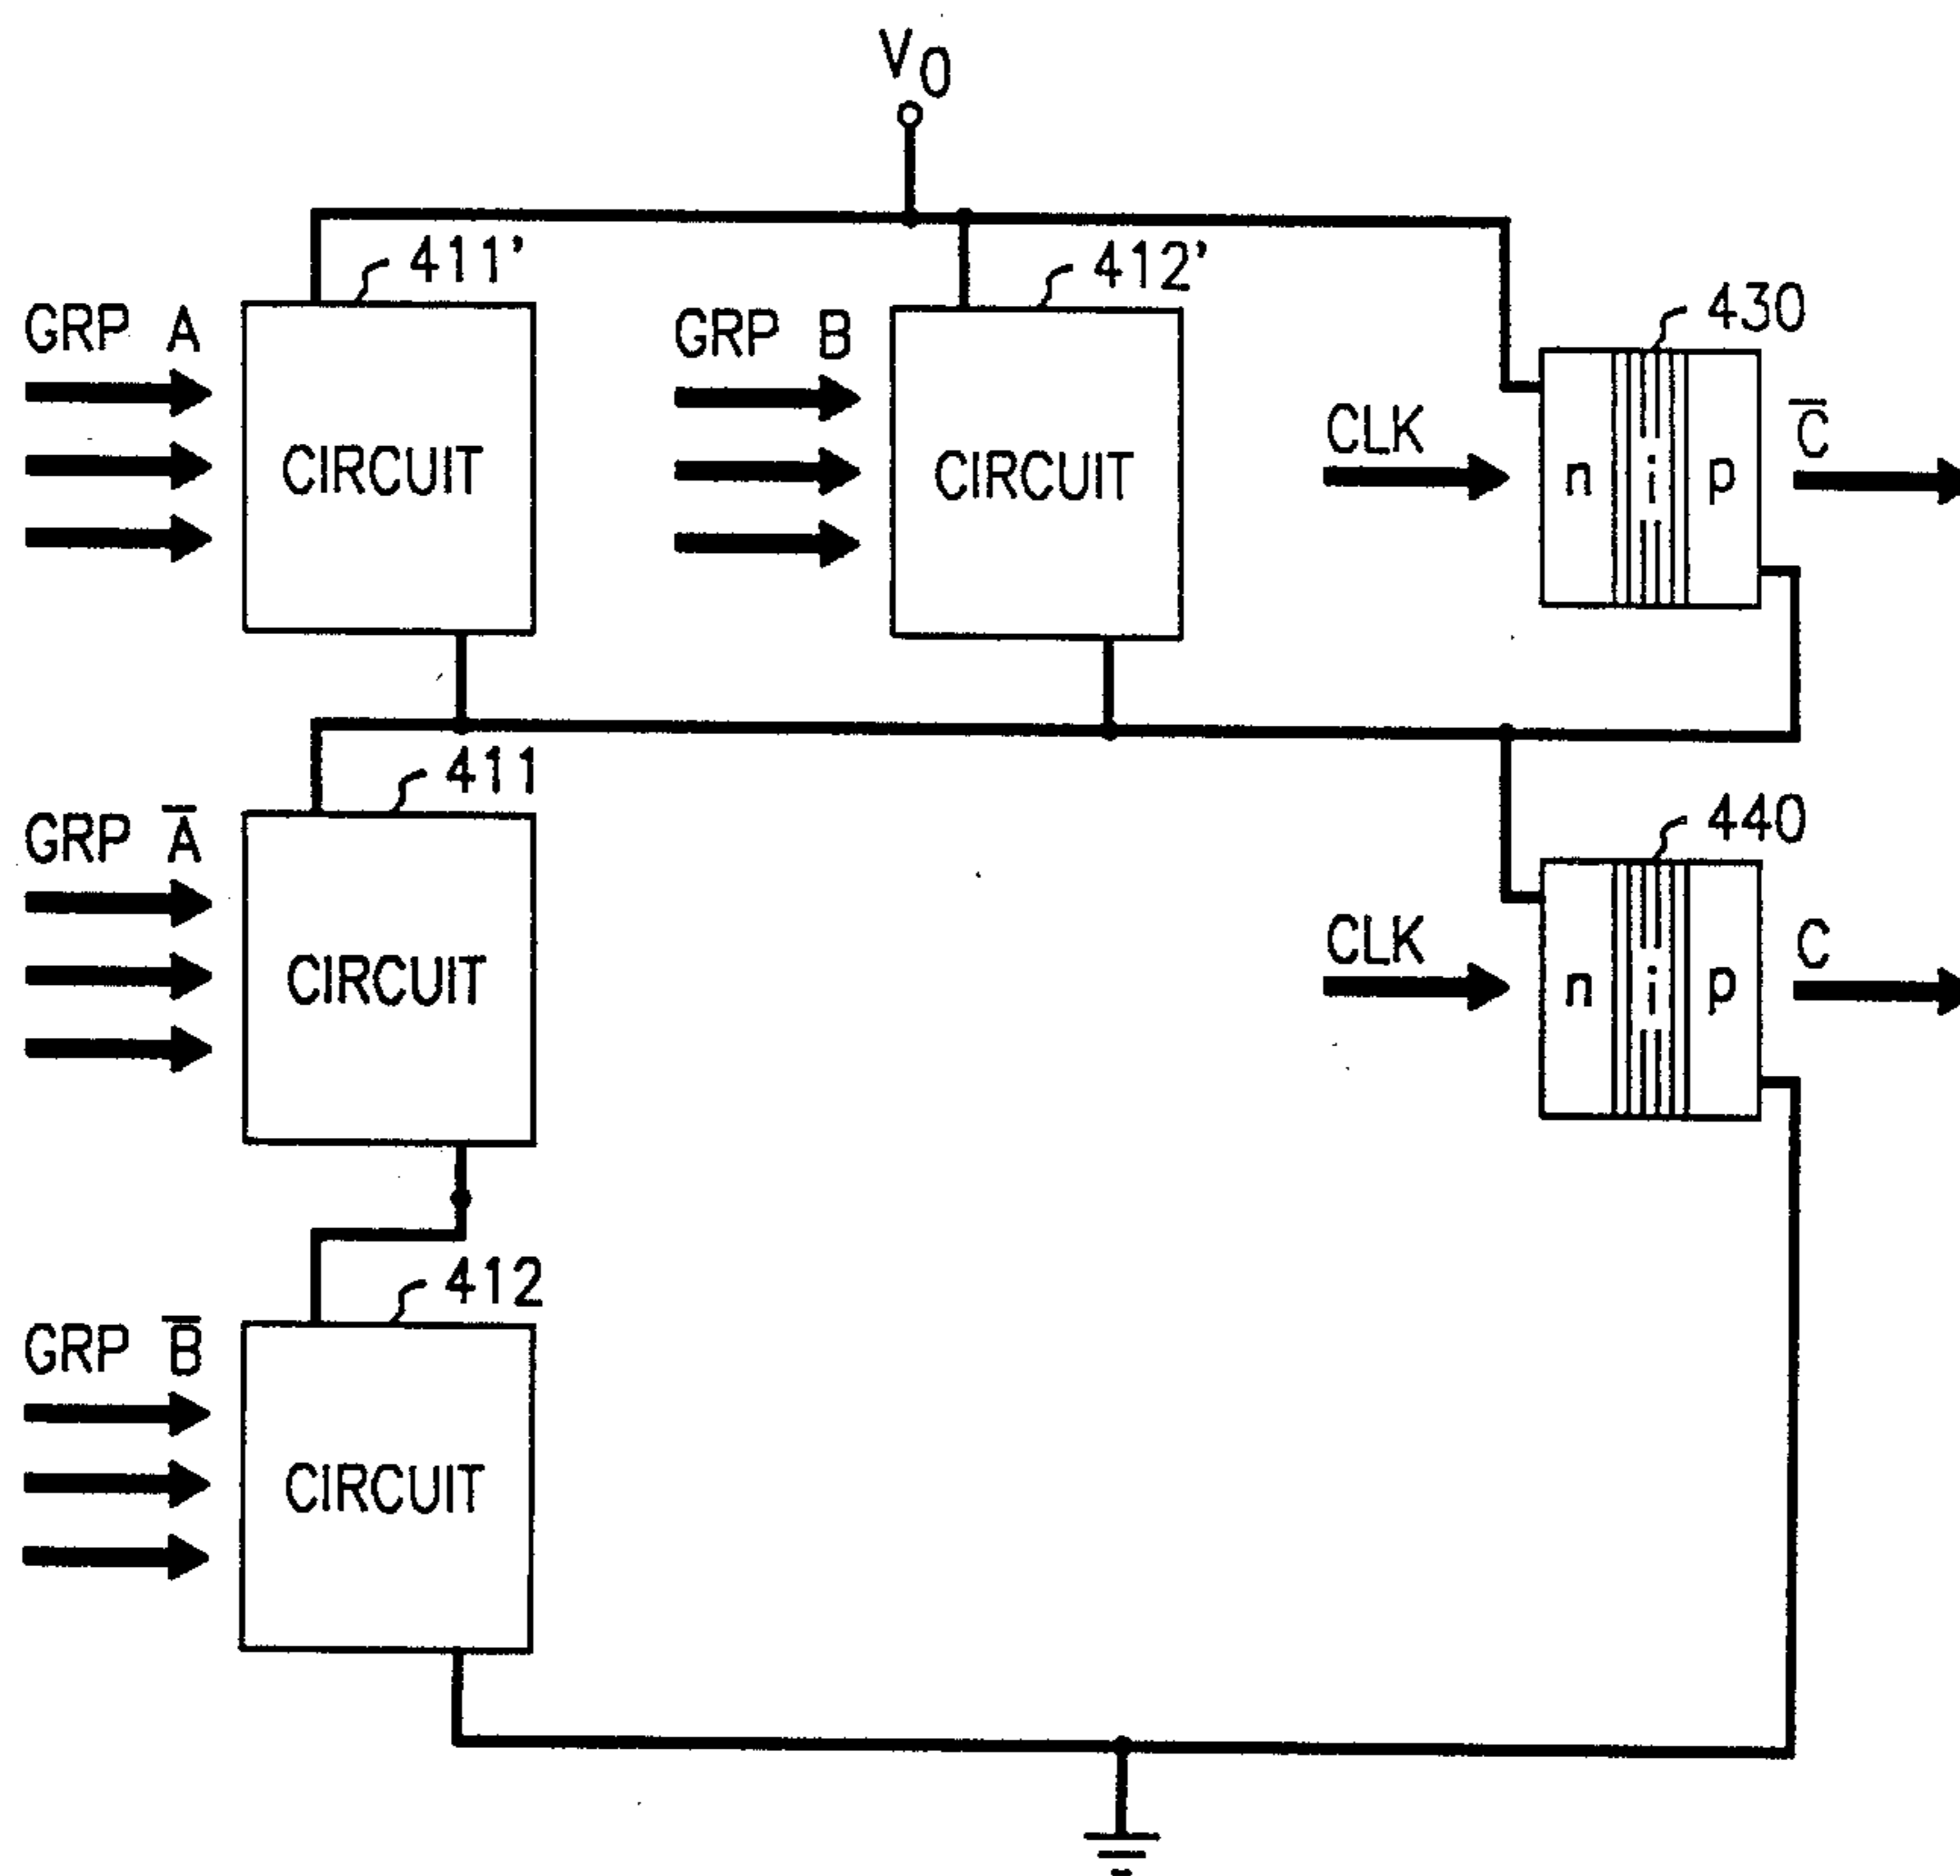 V0
411'
GRP A
CIRCUIT
412'
GRP B
CIRCUIT
430
CLK
n i p
C̅
411
GRP A̅
CIRCUIT
440
CLK
n i p
C
412
GRP B̅
CIRCUIT